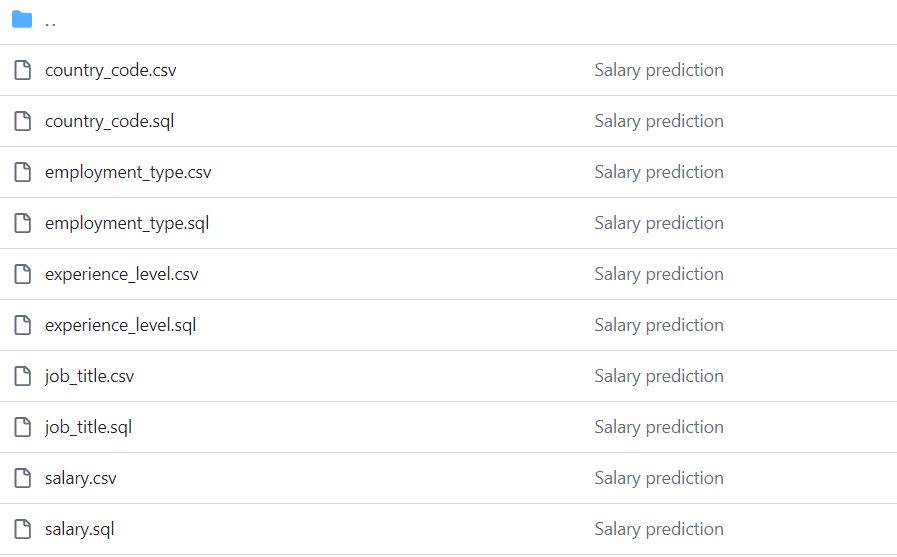 ..
country_code.csv Salary prediction
country_code.sql Salary prediction
employment_type.csv Salary prediction
employment_type.sql Salary prediction
experience_level.csv Salary prediction
experience_level.sql Salary prediction
job_title.csv Salary prediction
job_title.sql Salary prediction
salary.csv Salary prediction
salary.sql Salary prediction